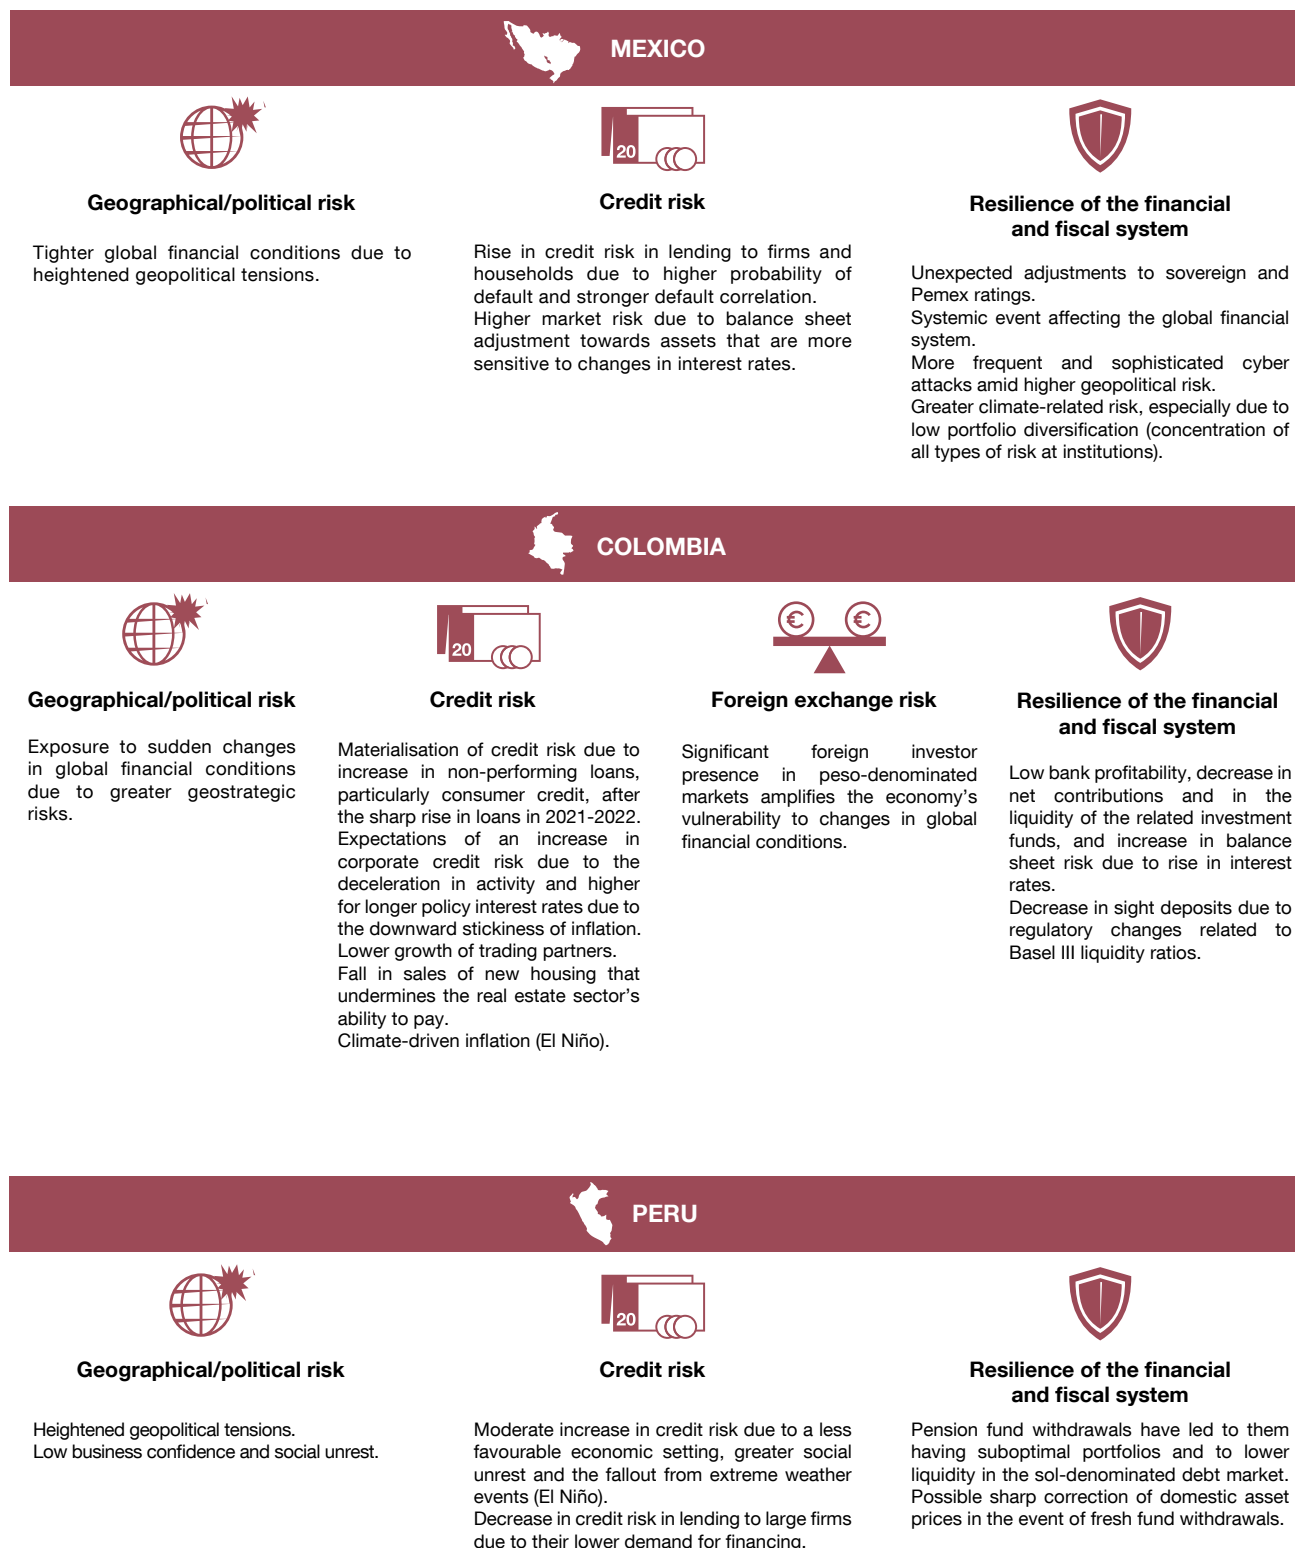 MEXICO
Geographical/political risk
Tighter global financial conditions due to
heightened geopolitical tensions.
20
Credit risk
Rise in credit risk in lending to firms and
households due to higher probability of
default and stronger default correlation.
Higher market risk due to balance sheet
adjustment towards assets that are more
sensitive to changes in interest rates.
Resilience of the financial
and fiscal system
Unexpected adjustments to sovereign and
Pemex ratings.
Systemic event affecting the global financial
system.
More frequent and sophisticated cyber
attacks amid higher geopolitical risk.
Greater climate-related risk, especially due to
low portfolio diversification (concentration of
all types of risk at institutions).
COLOMBIA
Geographical/political risk
Exposure to sudden changes
in global financial conditions
due to greater geostrategic
risks.
20
Credit risk
Materialisation of credit risk due to
increase in non-performing loans,
particularly consumer credit, after
the sharp rise in loans in 2021-2022.
Expectations of an increase in
corporate credit risk due to the
deceleration in activity and higher
for longer policy interest rates due to
the downward stickiness of inflation.
Lower growth of trading partners.
Fall in sales of new housing that
undermines the real estate sector's
ability to pay.
Climate-driven inflation (El Niño).
€ €
Foreign exchange risk
Significant foreign investor
presence in peso-denominated
markets amplifies the economy's
vulnerability to changes in global
financial conditions.
Resilience of the financial
and fiscal system
Low bank profitability, decrease in
net contributions and in the
liquidity of the related investment
funds, and increase in balance
sheet risk due to rise in interest
rates.
Decrease in sight deposits due to
regulatory changes related to
Basel III liquidity ratios.
PERU
Geographical/political risk
Heightened geopolitical tensions.
Low business confidence and social unrest.
20
Credit risk
Moderate increase in credit risk due to a less
favourable economic setting, greater social
unrest and the fallout from extreme weather
events (El Niño).
Decrease in credit risk in lending to large firms
due to their lower demand for financing.
Resilience of the financial
and fiscal system
Pension fund withdrawals have led to them
having suboptimal portfolios and to lower
liquidity in the sol-denominated debt market.
Possible sharp correction of domestic asset
prices in the event of fresh fund withdrawals.